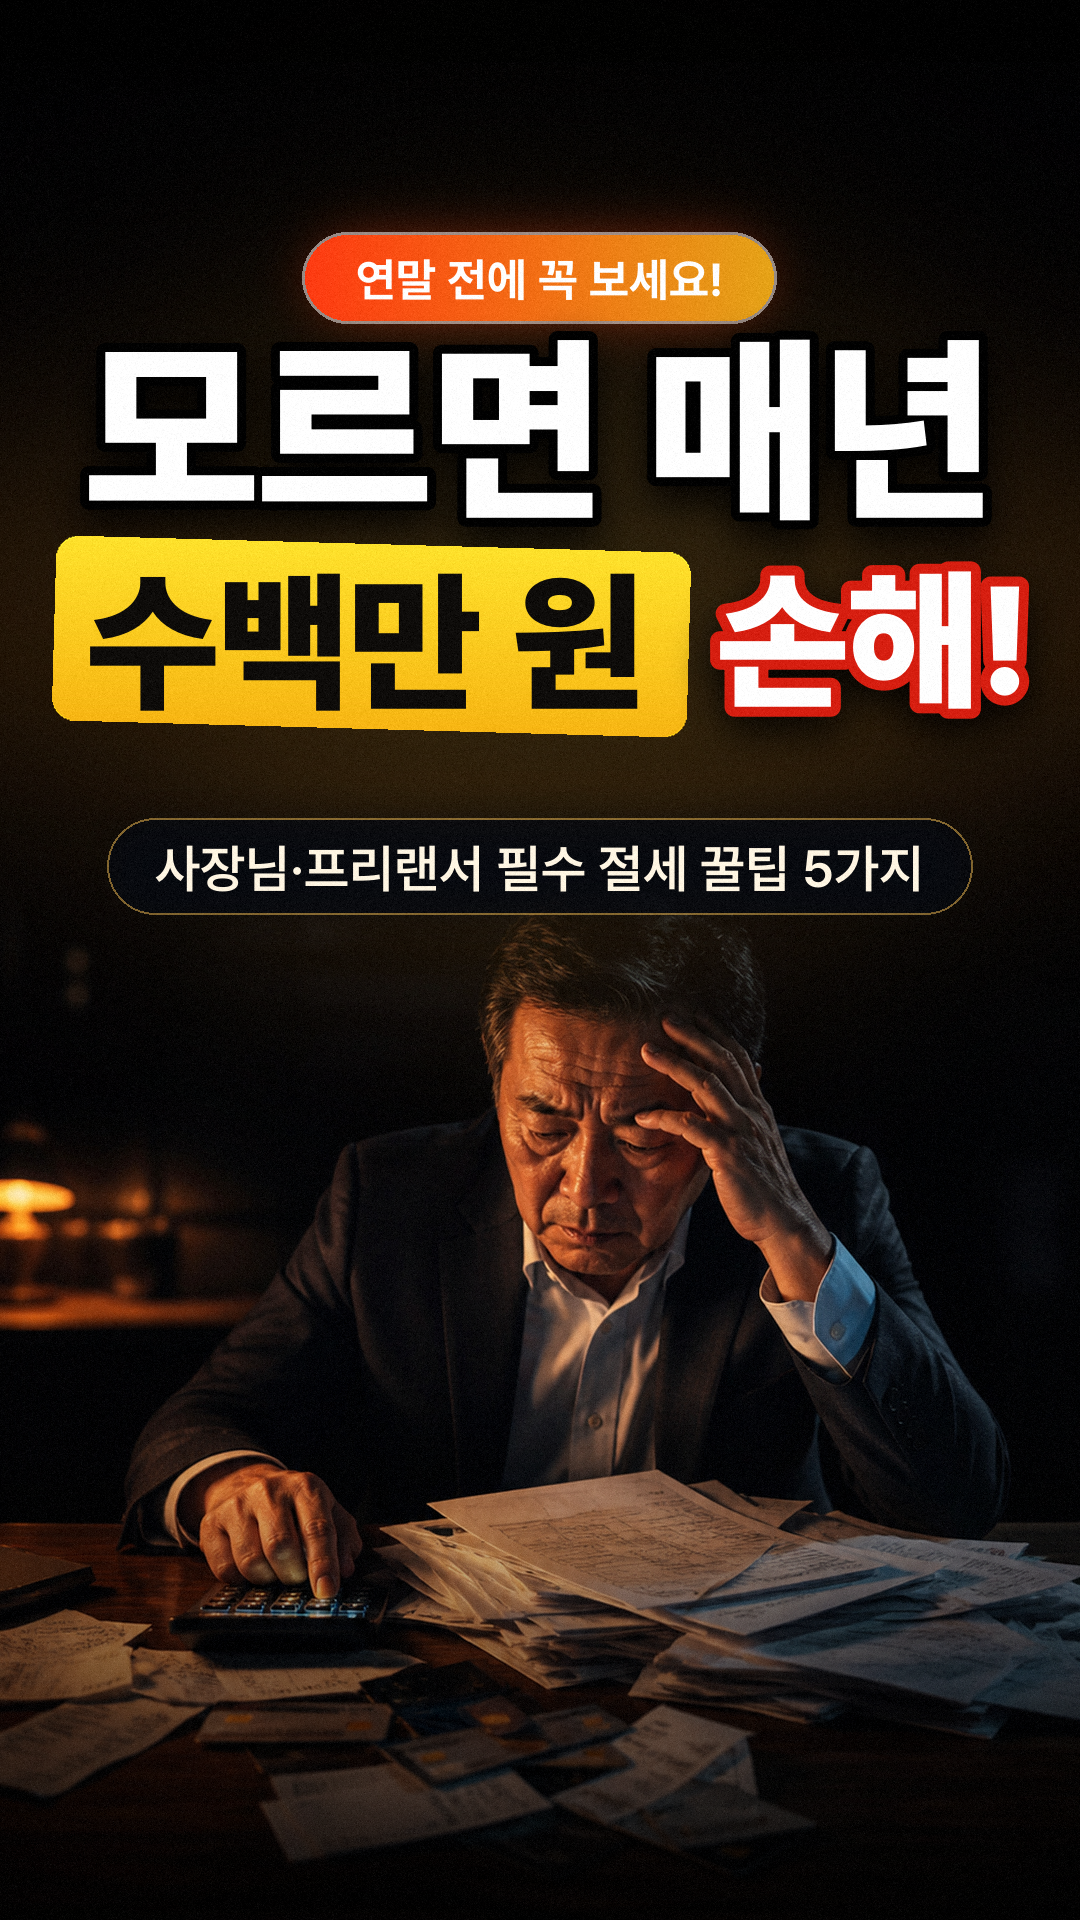 연말 전에 꼭 보세요!
모르면 매년
수백만 원 손해!
사장님·프리랜서 필수 절세 꿀팁 5가지